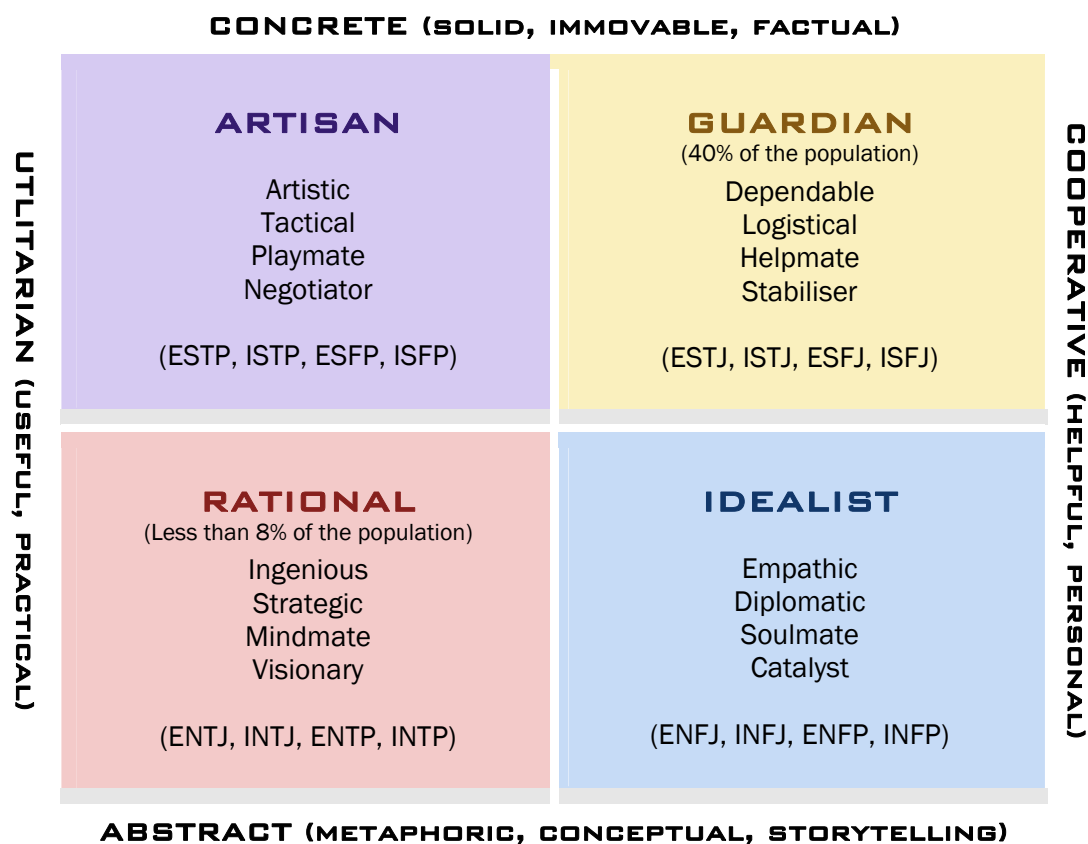 CONCRETE (SOLID, IMMOVABLE, FACTUAL)
UTLITARIAN (USEFUL, PRACTICAL)
ARTISAN
Artistic
Tactical
Playmate
Negotiator
(ESTP, ISTP, ESFP, ISFP)
GUARDIAN
(40% of the population)
Dependable
Logistical
Helpmate
Stabiliser
(ESTJ, ISTJ, ESFJ, ISFJ)
COOPERATIVE (HELPFUL, PERSONAL)
RATIONAL
(Less than 8% of the population)
Ingenious
Strategic
Mindmate
Visionary
(ENTJ, INTJ, ENTP, INTP)
IDEALIST
Empathic
Diplomatic
Soulmate
Catalyst
(ENFJ, INFJ, ENFP, INFP)
ABSTRACT (METAPHORIC, CONCEPTUAL, STORYTELLING)